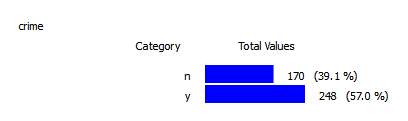 crime
Category Total Values
n 170 (39.1 %)
y 248 (57.0 %)